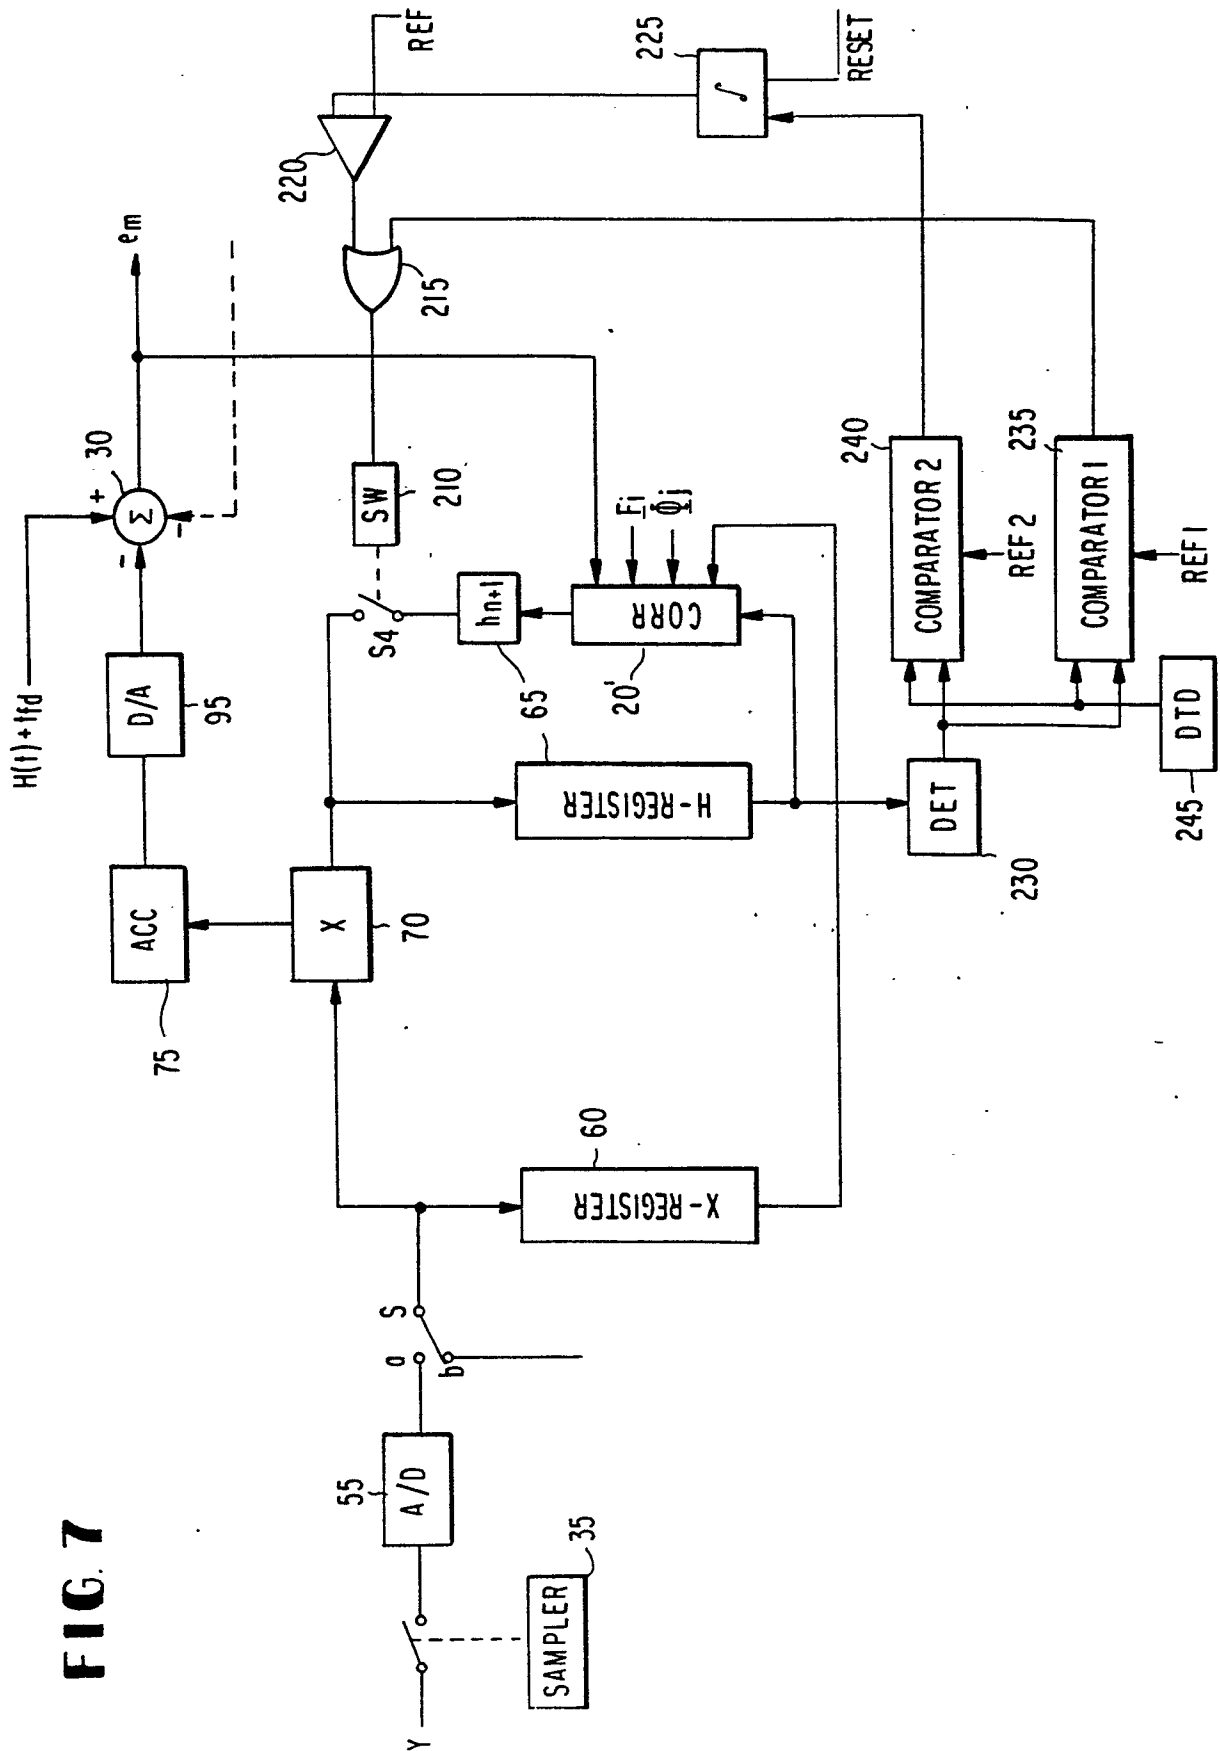 FIG. 7
H(t)+tfd
+
30
Σ
-
-
em
D/A
95
ACC
75
X
70
REF
220
215
SW
210
S4
hn+1
65
CORR
20'
Fi
Φj
225
∫
RESET
65
H-REGISTER
60
X-REGISTER
DET
230
240
COMPARATOR 2
REF 2
235
COMPARATOR 1
REF 1
DTD
245
S
a
b
55
A/D
Y
SAMPLER
35